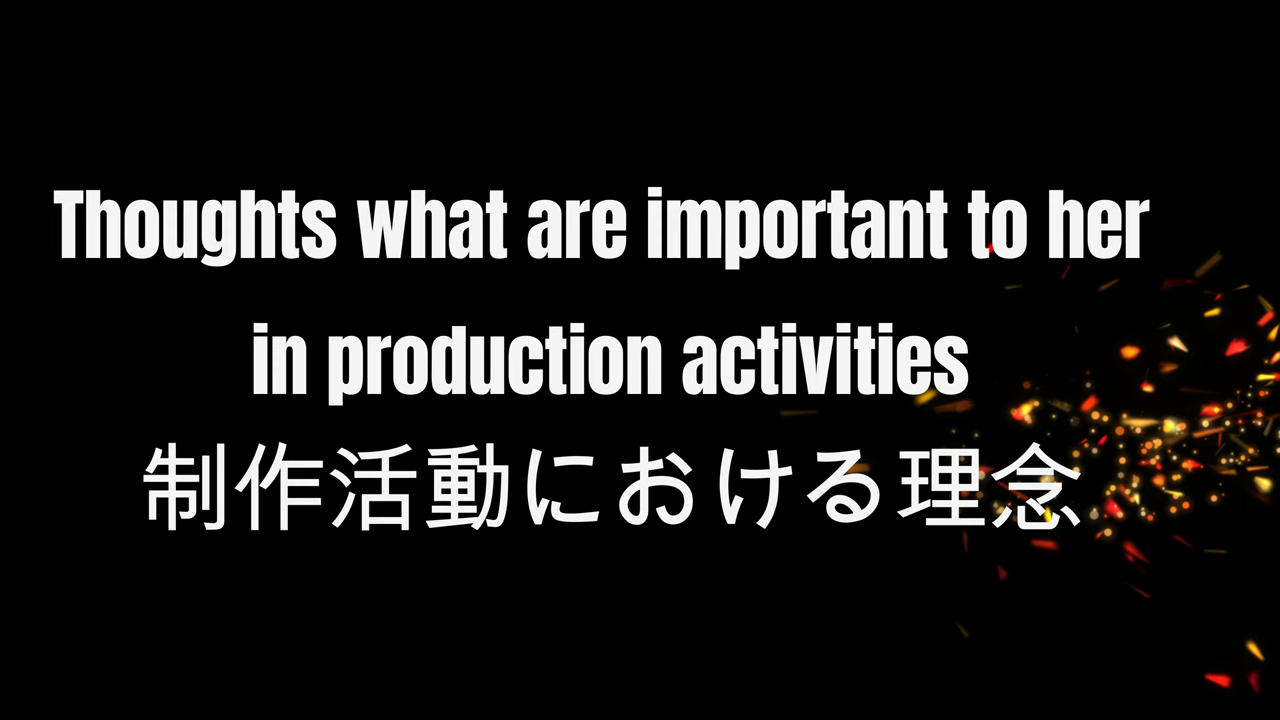 Thoughts what are important to her
in production activities
制作活動における理念